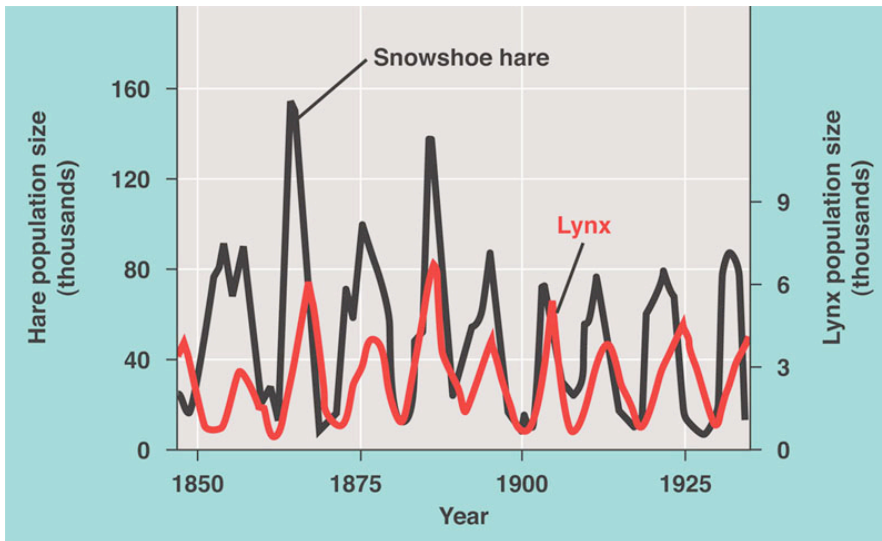 Snowshoe hare
Lynx
Hare population size
(thousands)
160
120
80
40
0
Lynx population size
(thousands)
9
6
3
0
1850 1875 1900 1925
Year